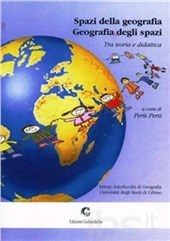 Spazi della geografia
Geografia degli spazi
Tra teoria e didattica
a cura di
Peris Persi
Istituto Interfacoltà di Geografia
Università degli Studi di Urbino
Edizioni Goliardiche